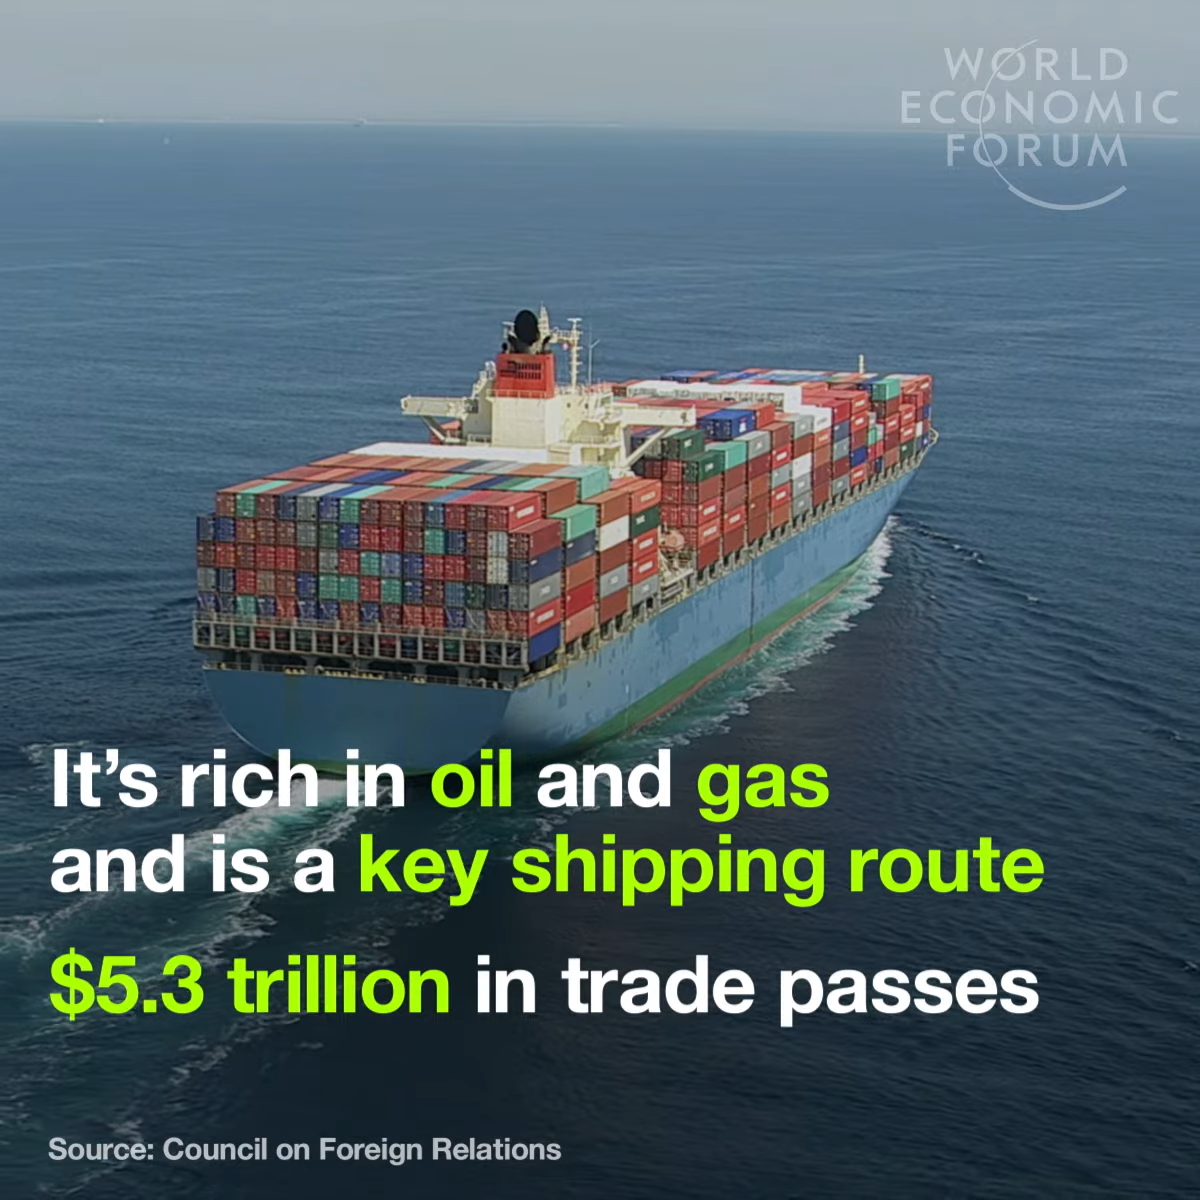 WORLD
ECONOMIC
FORUM
It's rich in oil and gas
and is a key shipping route
$5.3 trillion in trade passes
Source: Council on Foreign Relations